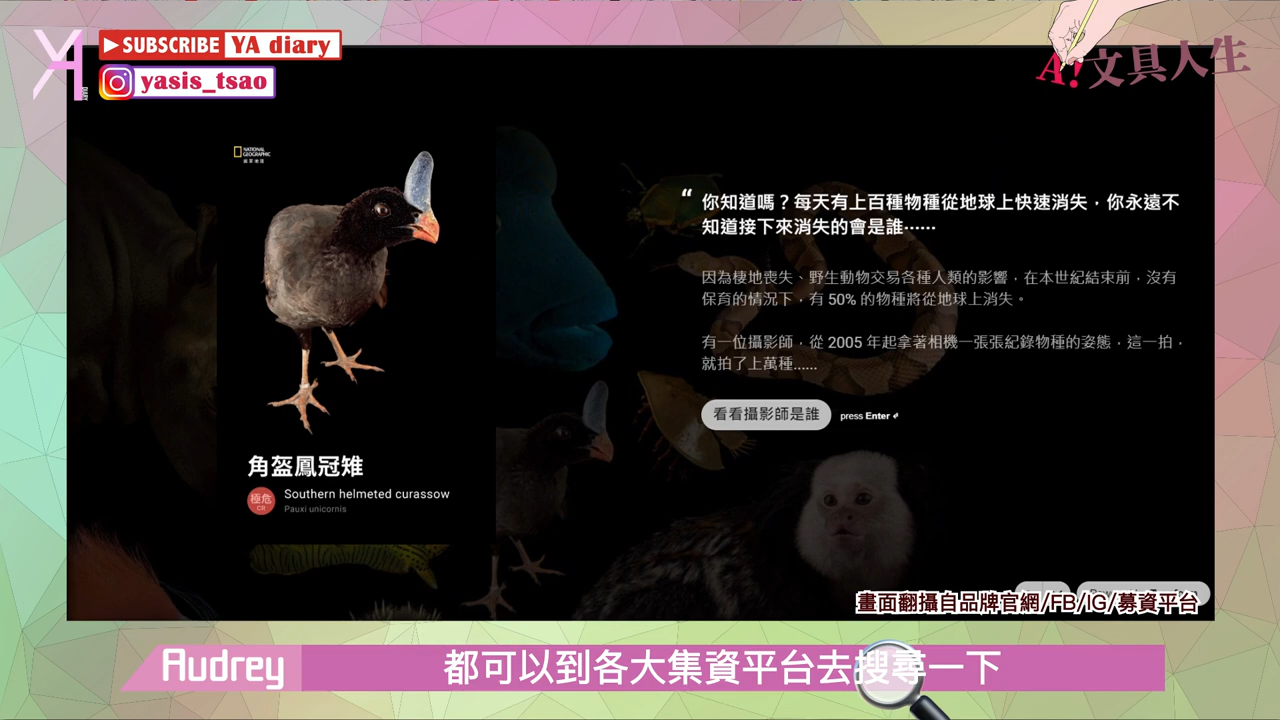 YA
DIARY
SUBSCRIBE YA diary
yasis_tsao
A!文具人生
NATIONAL
GEOGRAPHIC
國家地理
“ 你知道嗎？每天有上百種物種從地球上快速消失，你永遠不
知道接下來消失的會是誰⋯⋯
因為棲地喪失、野生動物交易各種人類的影響，在本世紀結束前，沒有
保育的情況下，有 50% 的物種將從地球上消失。
有一位攝影師，從 2005 年起拿著相機一張張紀錄物種的姿態，這一拍，
就拍了上萬種......
看看攝影師是誰 press Enter ↵
角盔鳳冠雉
極危
CR
Southern helmeted curassow
Pauxi unicornis
畫面翻攝自品牌官網/FB/IG/募資平台
Audrey
都可以到各大集資平台去搜尋一下